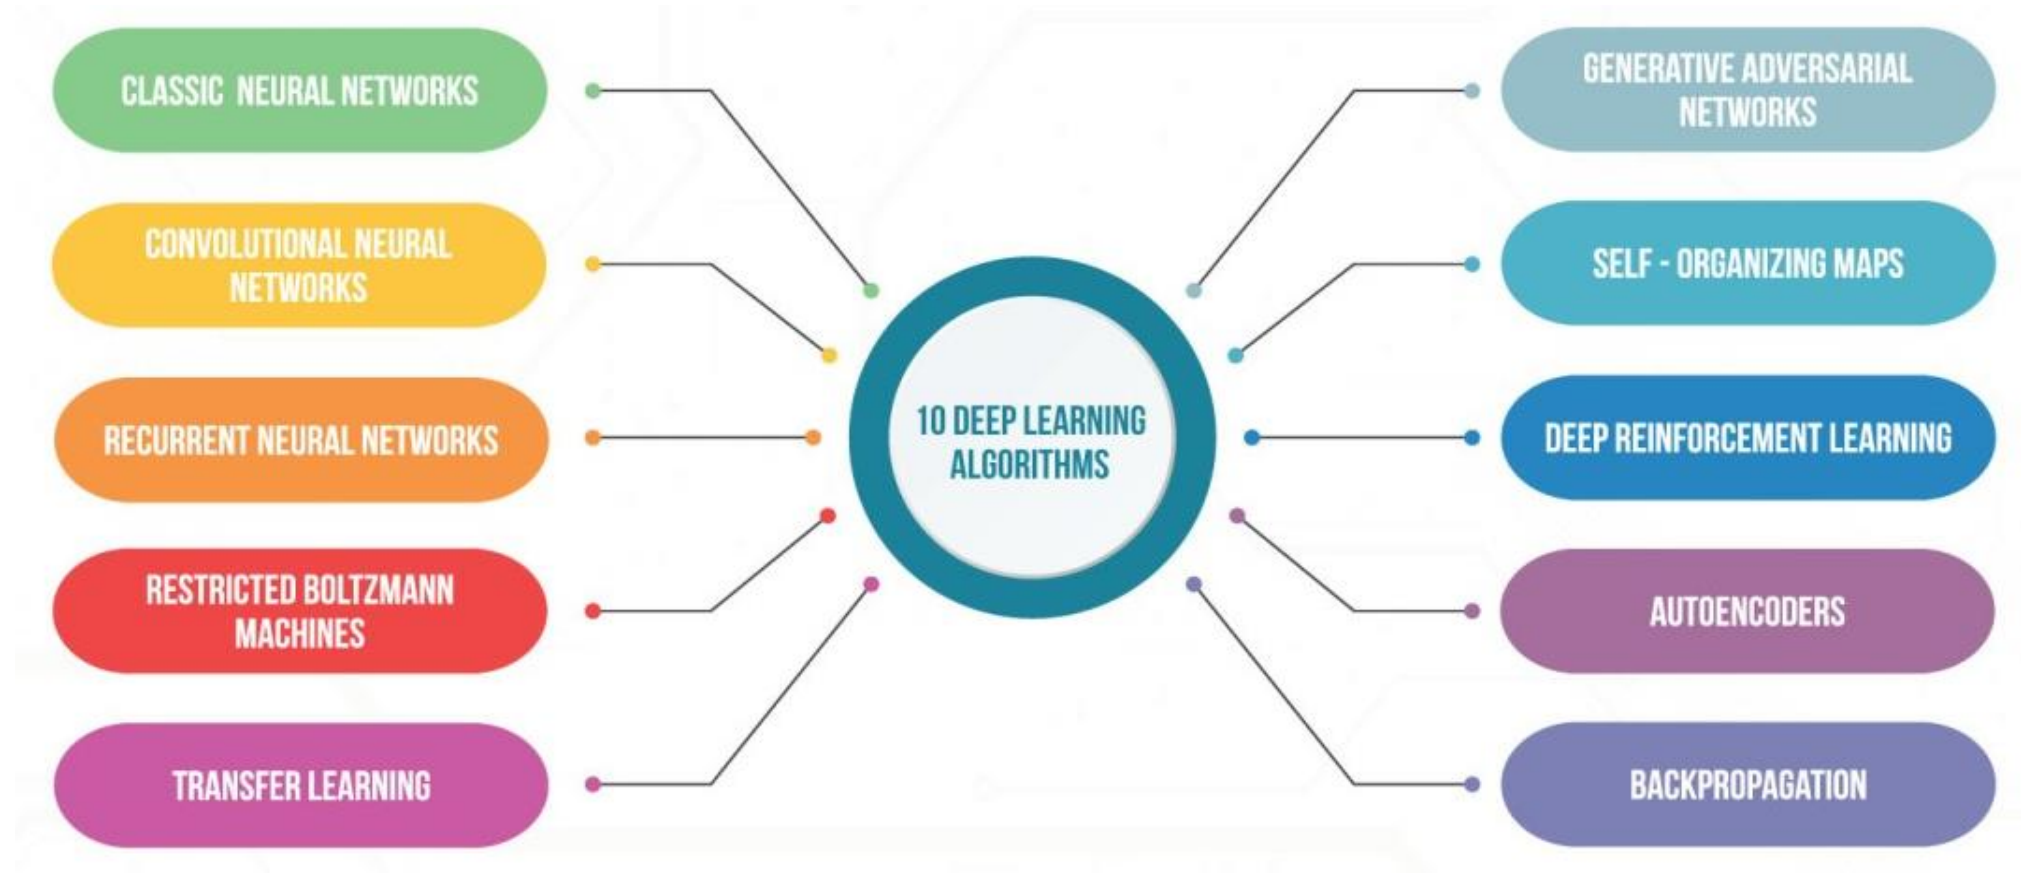 CLASSIC NEURAL NETWORKS
CONVOLUTIONAL NEURAL
NETWORKS
RECURRENT NEURAL NETWORKS
RESTRICTED BOLTZMANN
MACHINES
TRANSFER LEARNING
10 DEEP LEARNING
ALGORITHMS
GENERATIVE ADVERSARIAL
NETWORKS
SELF - ORGANIZING MAPS
DEEP REINFORCEMENT LEARNING
AUTOENCODERS
BACKPROPAGATION